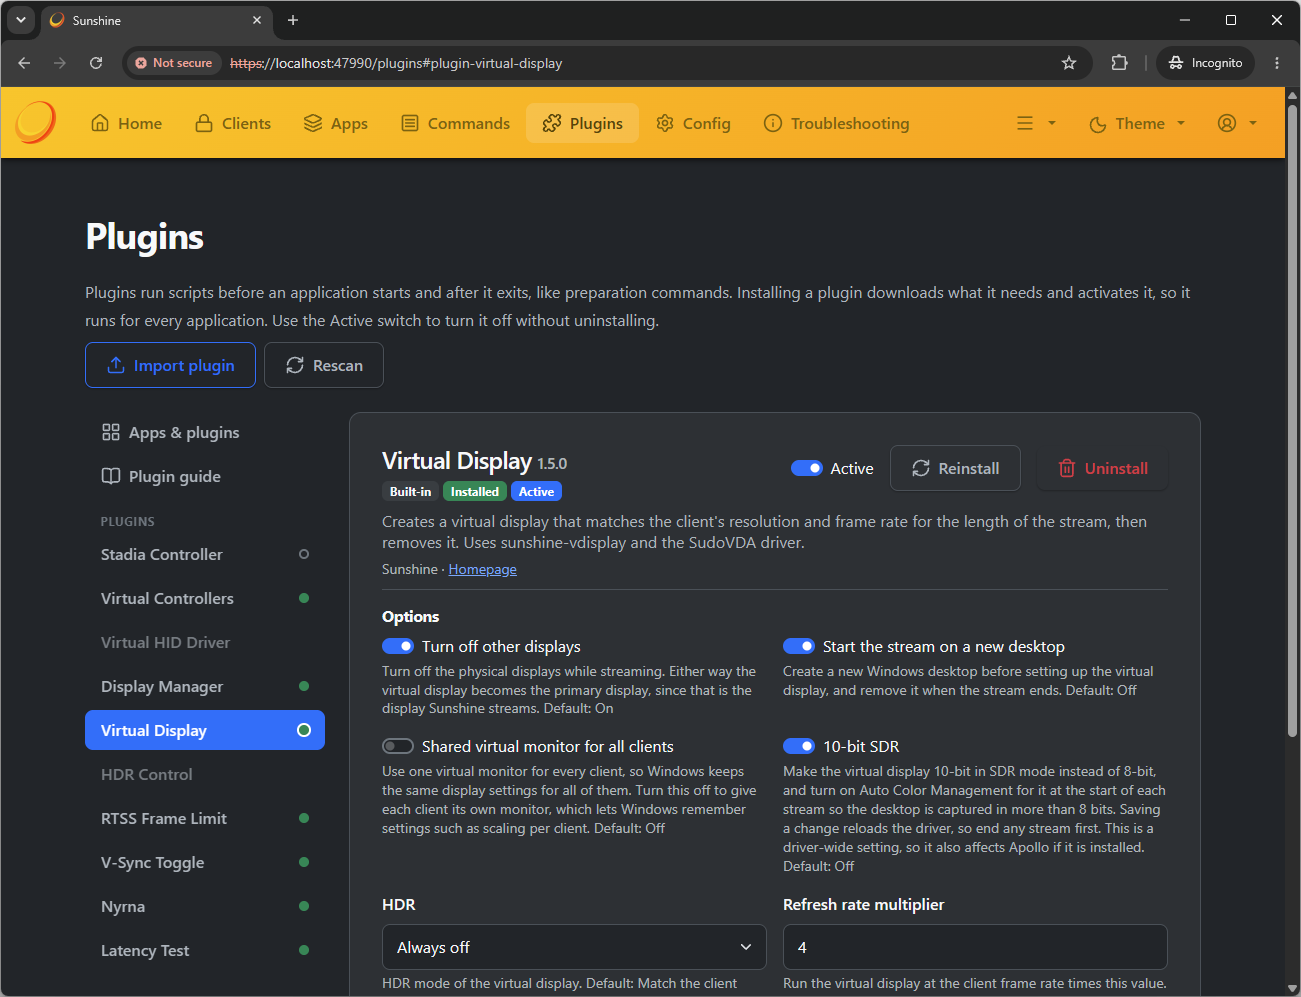 Sunshine
Not secure
https://localhost:47990/plugins#plugin-virtual-display
Incognito
Home
Clients
Apps
Commands
Plugins
Config
Troubleshooting
Theme
Plugins
Plugins run scripts before an application starts and after it exits, like preparation commands. Installing a plugin downloads what it needs and activates it, so it
runs for every application. Use the Active switch to turn it off without uninstalling.
Import plugin
Rescan
Apps & plugins
Plugin guide
PLUGINS
Stadia Controller
Virtual Controllers
Virtual HID Driver
Display Manager
Virtual Display
HDR Control
RTSS Frame Limit
V-Sync Toggle
Nyrna
Latency Test
Virtual Display 1.5.0
Active
Reinstall
Uninstall
Built-in
Installed
Active
Creates a virtual display that matches the client's resolution and frame rate for the length of the stream, then
removes it. Uses sunshine-vdisplay and the SudoVDA driver.
Sunshine · Homepage
Options
Turn off other displays
Turn off the physical displays while streaming. Either way the
virtual display becomes the primary display, since that is the
display Sunshine streams. Default: On
Start the stream on a new desktop
Create a new Windows desktop before setting up the virtual
display, and remove it when the stream ends. Default: Off
Shared virtual monitor for all clients
Use one virtual monitor for every client, so Windows keeps
the same display settings for all of them. Turn this off to give
each client its own monitor, which lets Windows remember
settings such as scaling per client. Default: Off
10-bit SDR
Make the virtual display 10-bit in SDR mode instead of 8-bit,
and turn on Auto Color Management for it at the start of each
stream so the desktop is captured in more than 8 bits. Saving
a change reloads the driver, so end any stream first. This is a
driver-wide setting, so it also affects Apollo if it is installed.
Default: Off
HDR
Always off
HDR mode of the virtual display. Default: Match the client
Refresh rate multiplier
4
Run the virtual display at the client frame rate times this value.